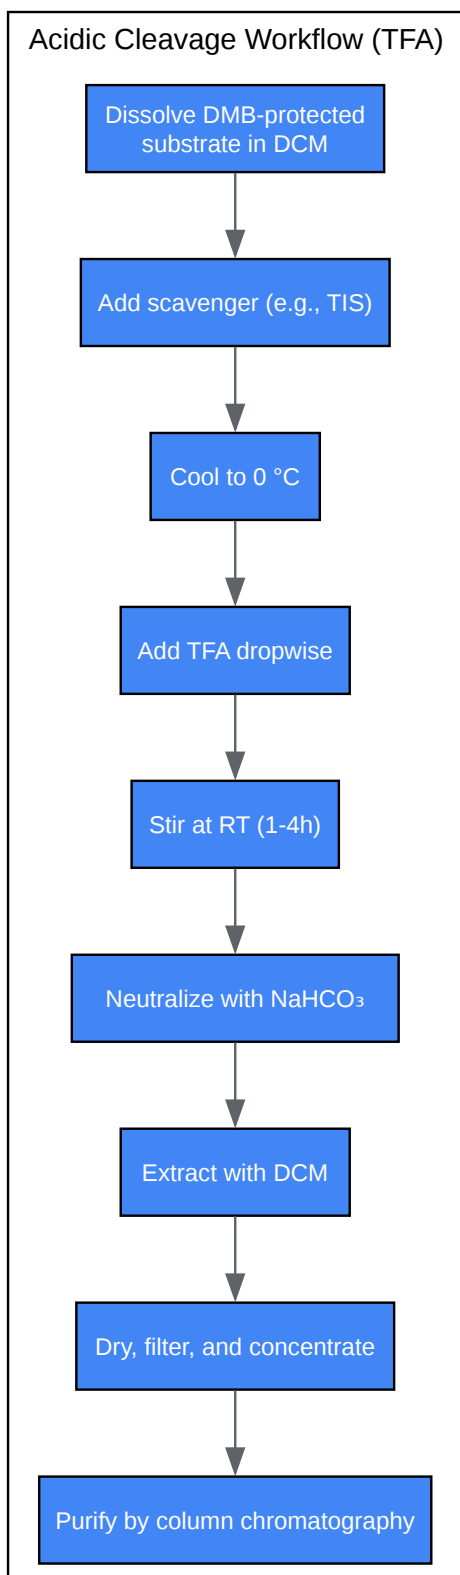 Acidic Cleavage Workflow (TFA)
Dissolve DMB-protected
substrate in DCM
Add scavenger (e.g., TIS)
Cool to 0 °C
Add TFA dropwise
Stir at RT (1-4h)
Neutralize with NaHCO₃
Extract with DCM
Dry, filter, and concentrate
Purify by column chromatography